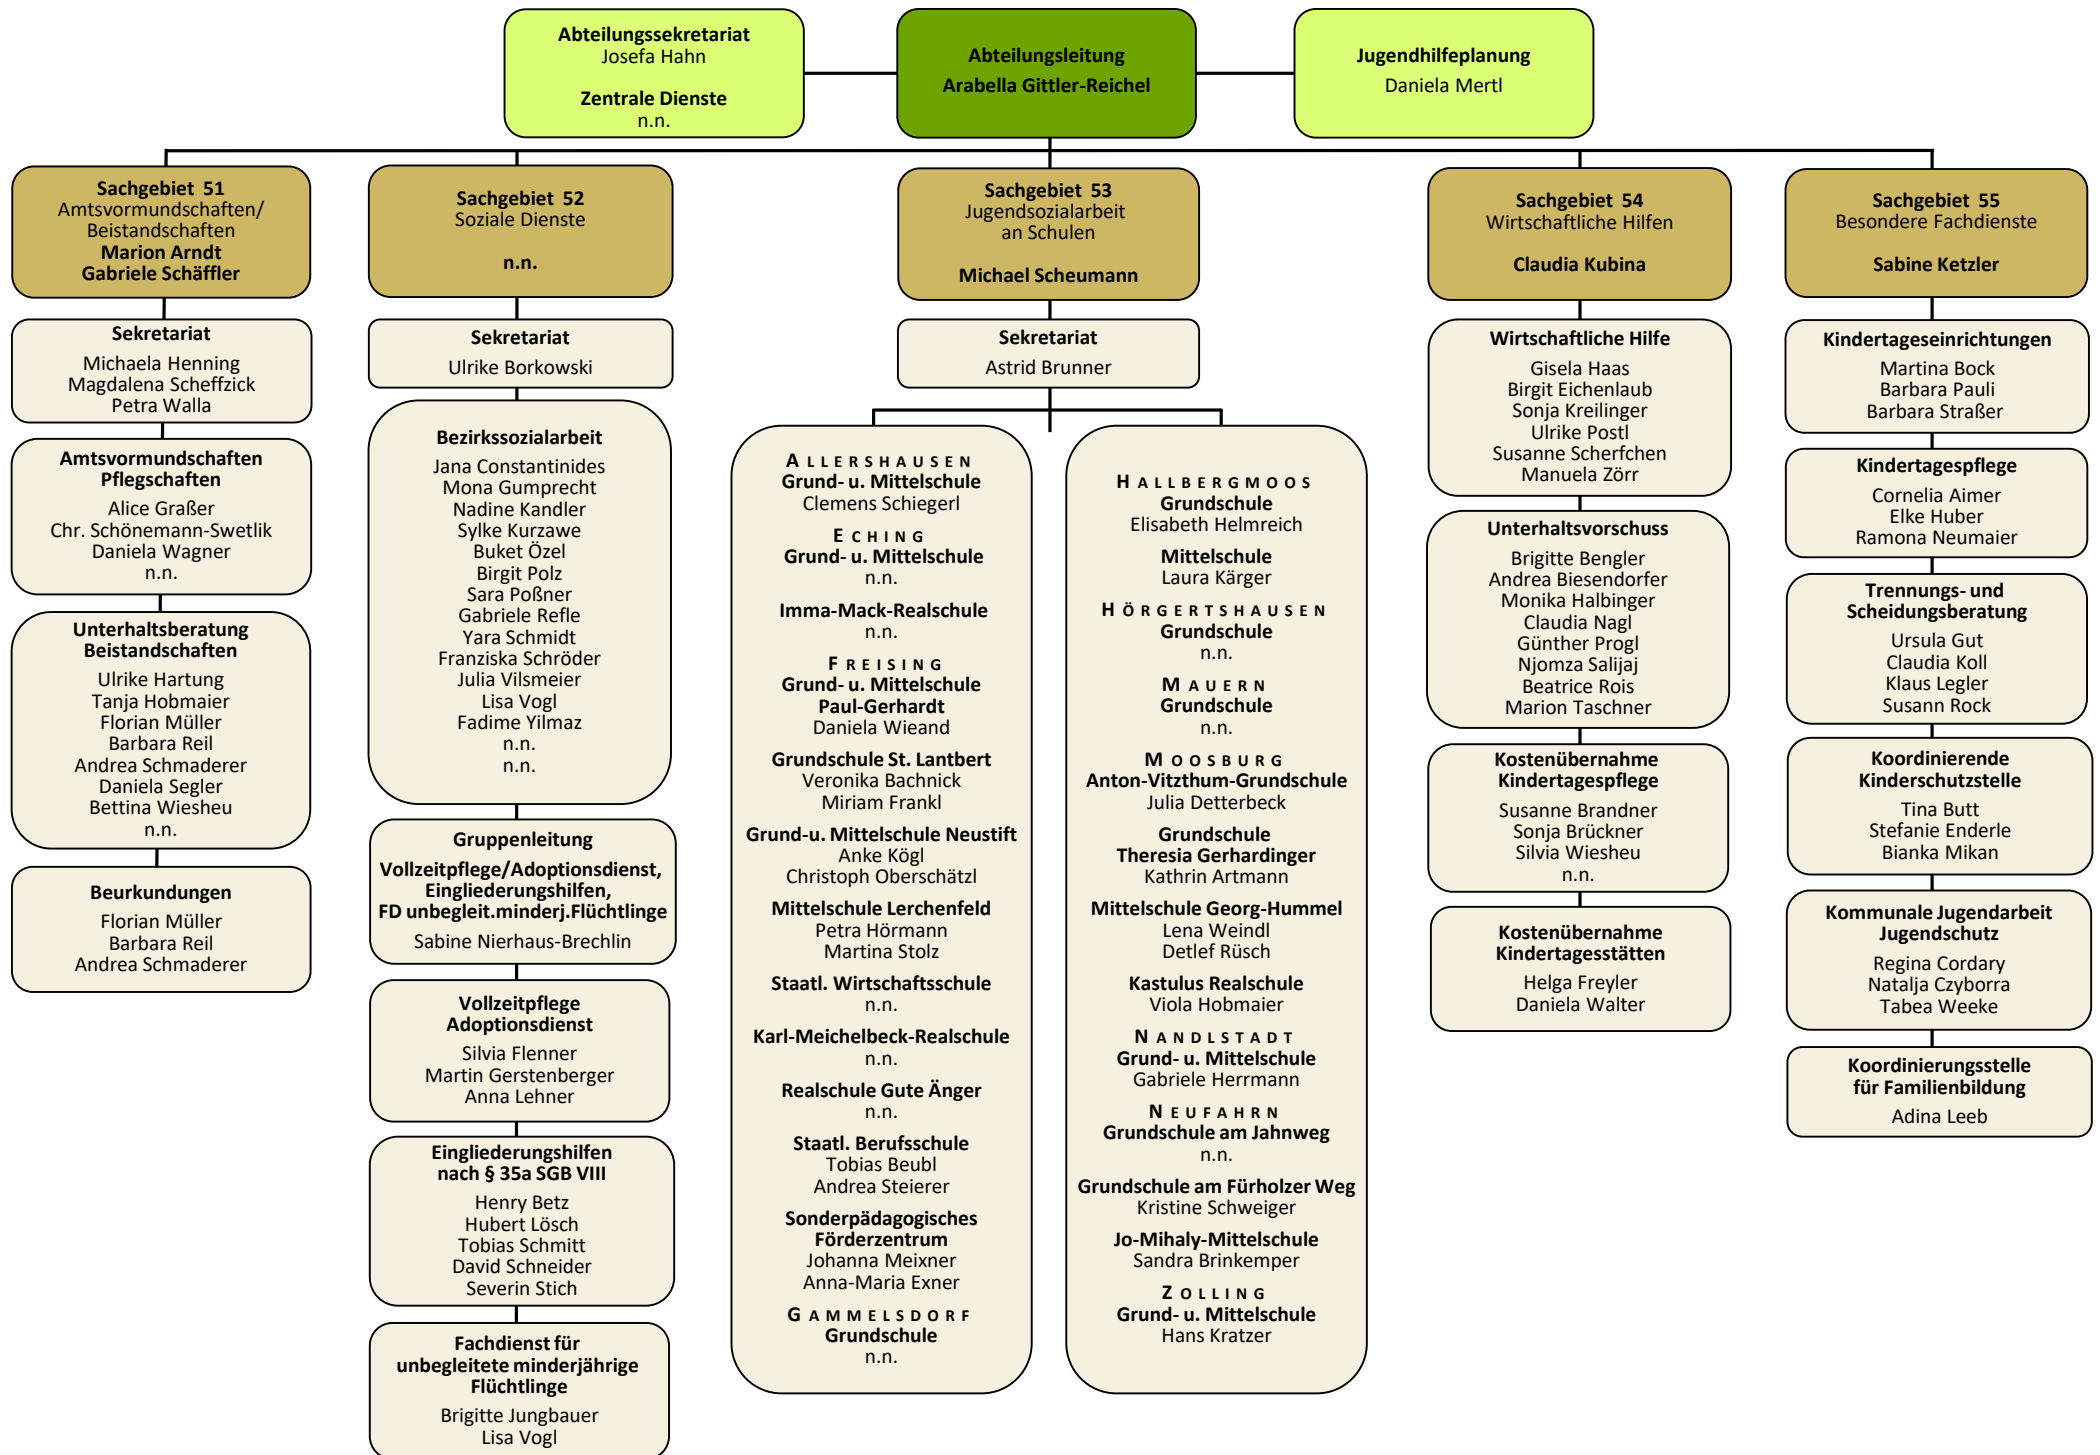 Abteilungssekretariat
Josefa Hahn
Zentrale Dienste
n.n.
Abteilungsleitung
Arabella Gittler-Reichel
Jugendhilfeplanung
Daniela Mertl
Sachgebiet 51
Amtsvormundschaften/
Beistandschaften
Marion Arndt
Gabriele Schäffler
Sekretariat
Michaela Henning
Magdalena Scheffzick
Petra Walla
Amtsvormundschaften
Pflegschaften
Alice Graßer
Chr. Schönemann-Swetlik
Daniela Wagner
n.n.
Unterhaltsberatung
Beistandschaften
Ulrike Hartung
Tanja Hobmaier
Florian Müller
Barbara Reil
Andrea Schmaderer
Daniela Segler
Bettina Wiesheu
n.n.
Beurkundungen
Florian Müller
Barbara Reil
Andrea Schmaderer
Sachgebiet 52
Soziale Dienste
n.n.
Sekretariat
Ulrike Borkowski
Bezirkssozialarbeit
Jana Constantinides
Mona Gumprecht
Nadine Kandler
Sylke Kurzawe
Buket Özel
Birgit Polz
Sara Poßner
Gabriele Refle
Yara Schmidt
Franziska Schröder
Julia Vilsmeier
Lisa Vogl
Fadime Yilmaz
n.n.
n.n.
Gruppenleitung
Vollzeitpflege/Adoptionsdienst,
Eingliederungshilfen,
FD unbegleit.minderj.Flüchtlinge
Sabine Nierhaus-Brechlin
Vollzeitpflege
Adoptionsdienst
Silvia Flenner
Martin Gerstenberger
Anna Lehner
Eingliederungshilfen
nach § 35a SGB VIII
Henry Betz
Hubert Lösch
Tobias Schmitt
David Schneider
Severin Stich
Fachdienst für
unbegleitete minderjährige
Flüchtlinge
Brigitte Jungbauer
Lisa Vogl
Sachgebiet 53
Jugendsozialarbeit
an Schulen
Michael Scheumann
Sekretariat
Astrid Brunner
ALLERSHAUSEN
Grund- u. Mittelschule
Clemens Schiegerl
ECHING
Grund- u. Mittelschule
n.n.
Imma-Mack-Realschule
n.n.
FREISING
Grund- u. Mittelschule
Paul-Gerhardt
Daniela Wieand
Grundschule St. Lantbert
Veronika Bachnick
Miriam Frankl
Grund-u. Mittelschule Neustift
Anke Kögl
Christoph Oberschätzl
Mittelschule Lerchenfeld
Petra Hörmann
Martina Stolz
Staatl. Wirtschaftsschule
n.n.
Karl-Meichelbeck-Realschule
n.n.
Realschule Gute Änger
n.n.
Staatl. Berufsschule
Tobias Beubl
Andrea Steierer
Sonderpädagogisches
Förderzentrum
Johanna Meixner
Anna-Maria Exner
GAMMELSDORF
Grundschule
n.n.
HALLBERGMOOS
Grundschule
Elisabeth Helmreich
Mittelschule
Laura Kärger
HÖRGERTSHAUSEN
Grundschule
n.n.
MAUERN
Grundschule
n.n.
MOOSBURG
Anton-Vitzthum-Grundschule
Julia Detterbeck
Grundschule
Theresia Gerhardinger
Kathrin Artmann
Mittelschule Georg-Hummel
Lena Weindl
Detlef Rüsch
Kastulus Realschule
Viola Hobmaier
NANDLSTADT
Grund- u. Mittelschule
Gabriele Herrmann
NEUFAHRN
Grundschule am Jahnweg
n.n.
Grundschule am Fürholzer Weg
Kristine Schweiger
Jo-Mihaly-Mittelschule
Sandra Brinkemper
ZOLLING
Grund- u. Mittelschule
Hans Kratzer
Sachgebiet 54
Wirtschaftliche Hilfen
Claudia Kubina
Wirtschaftliche Hilfe
Gisela Haas
Birgit Eichenlaub
Sonja Kreilinger
Ulrike Postl
Susanne Scherfchen
Manuela Zörr
Unterhaltsvorschuss
Brigitte Bengler
Andrea Biesendorfer
Monika Halbinger
Claudia Nagl
Günther Progl
Njomza Salijaj
Beatrice Rois
Marion Taschner
Kostenübernahme
Kindertagespflege
Susanne Brandner
Sonja Brückner
Silvia Wiesheu
n.n.
Kostenübernahme
Kindertagesstätten
Helga Freyler
Daniela Walter
Sachgebiet 55
Besondere Fachdienste
Sabine Ketzler
Kindertageseinrichtungen
Martina Bock
Barbara Pauli
Barbara Straßer
Kindertagespflege
Cornelia Aimer
Elke Huber
Ramona Neumaier
Trennungs- und
Scheidungsberatung
Ursula Gut
Claudia Koll
Klaus Legler
Susann Rock
Koordinierende
Kinderschutzstelle
Tina Butt
Stefanie Enderle
Bianka Mikan
Kommunale Jugendarbeit
Jugendschutz
Regina Cordary
Natalja Czyborra
Tabea Weeke
Koordinierungsstelle
für Familienbildung
Adina Leeb